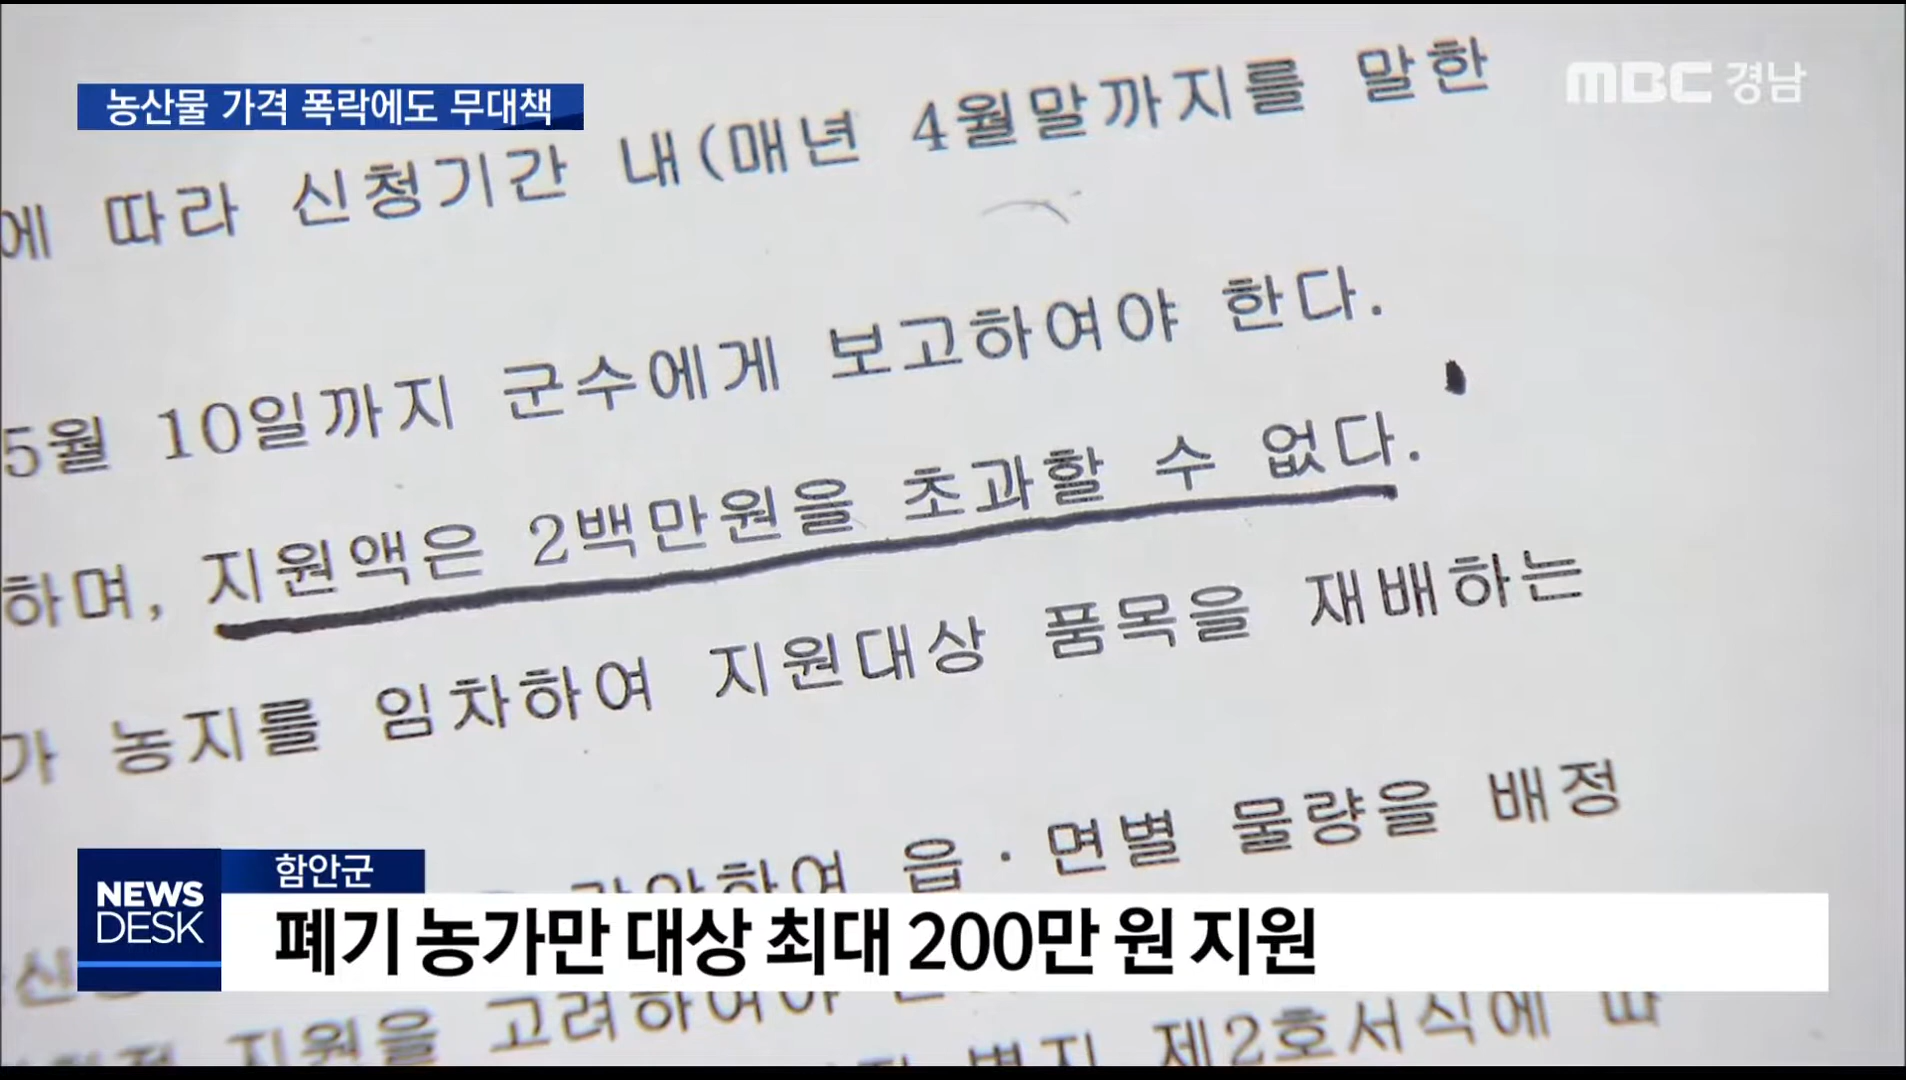 농산물 가격 폭락에도 무대책
MBC 경남
에 따라 신청기간 내(매년 4월말까지를 말한
5월 10일까지 군수에게 보고하여야 한다.
하며, 지원액은 2백만원을 초과할 수 없다.
가 농지를 임차하여 지원대상 품목을 재배하는
읍·면별 물량을 배정
함안군
NEWS DESK
폐기 농가만 대상 최대 200만 원 지원
지원을 고려하여야
제2호서식에 따